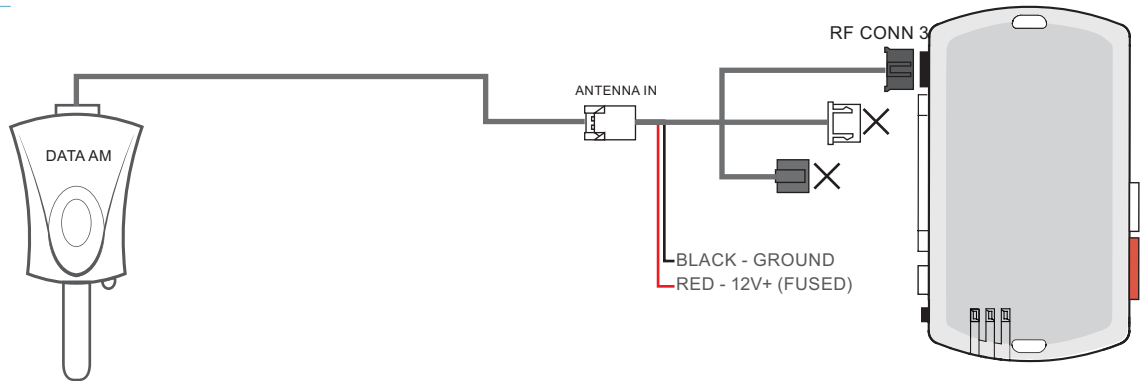 RF CONN 3
ANTENNA IN
DATA AM
BLACK - GROUND
RED - 12V+ (FUSED)